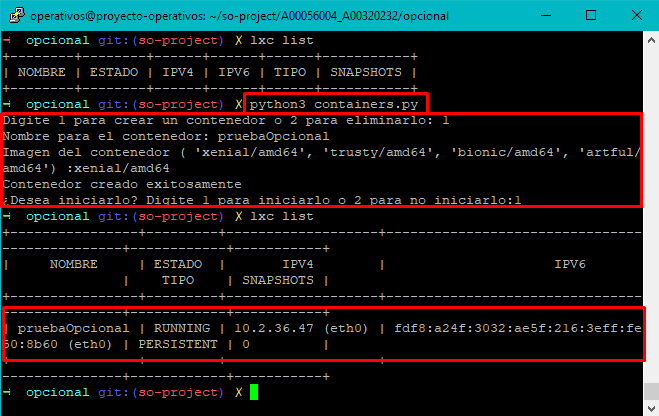 operativos@proyecto-operativos: ~/so-project/A00056004_A00320232/opcional
→ opcional git:(so-project) ✗ lxc list
+--------+--------+------+------+------+-----------+
| NOMBRE | ESTADO | IPV4 | IPV6 | TIPO | SNAPSHOTS |
+--------+--------+------+------+------+-----------+
→ opcional git:(so-project) ✗ python3 containers.py
Digite 1 para crear un contenedor o 2 para eliminarlo: 1
Nombre para el contenedor: pruebaOpcional
Imagen del contenedor ( 'xenial/amd64', 'trusty/amd64', 'bionic/amd64', 'artful/
amd64') :xenial/amd64
Contenedor creado exitosamente
¿Desea iniciarlo? Digite 1 para iniciarlo o 2 para no iniciarlo:1
→ opcional git:(so-project) ✗ lxc list
+----------------+---------+--------------------+--------------------------------
---------------+------------+-----------+
| NOMBRE | ESTADO | IPV4 | IPV6
| TIPO | SNAPSHOTS |
+----------------+---------+--------------------+--------------------------------
---------------+------------+-----------+
| pruebaOpcional | RUNNING | 10.2.36.47 (eth0) | fdf8:a24f:3032:ae5f:216:3eff:fe
50:8b60 (eth0) | PERSISTENT | 0 |
+----------------+---------+--------------------+--------------------------------
---------------+------------+-----------+
→ opcional git:(so-project) ✗